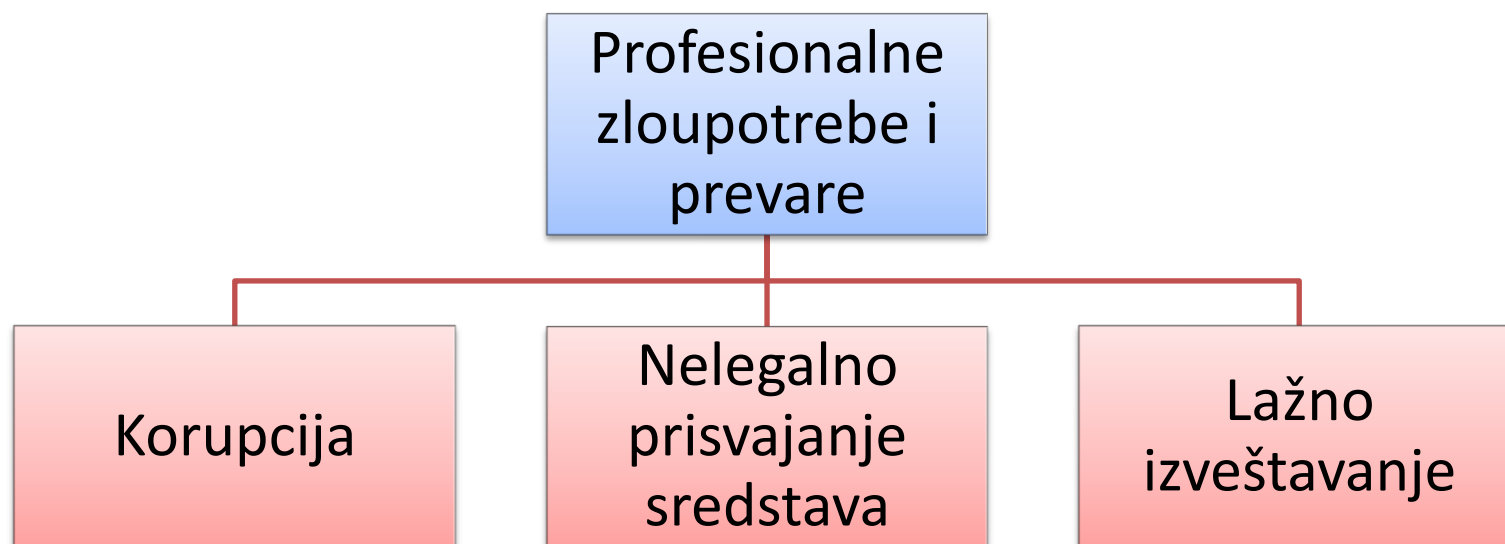 Profesionalne
zloupotrebe i
prevare
Korupcija
Nelegalno
prisvajanje
sredstava
Lažno
izveštavanje